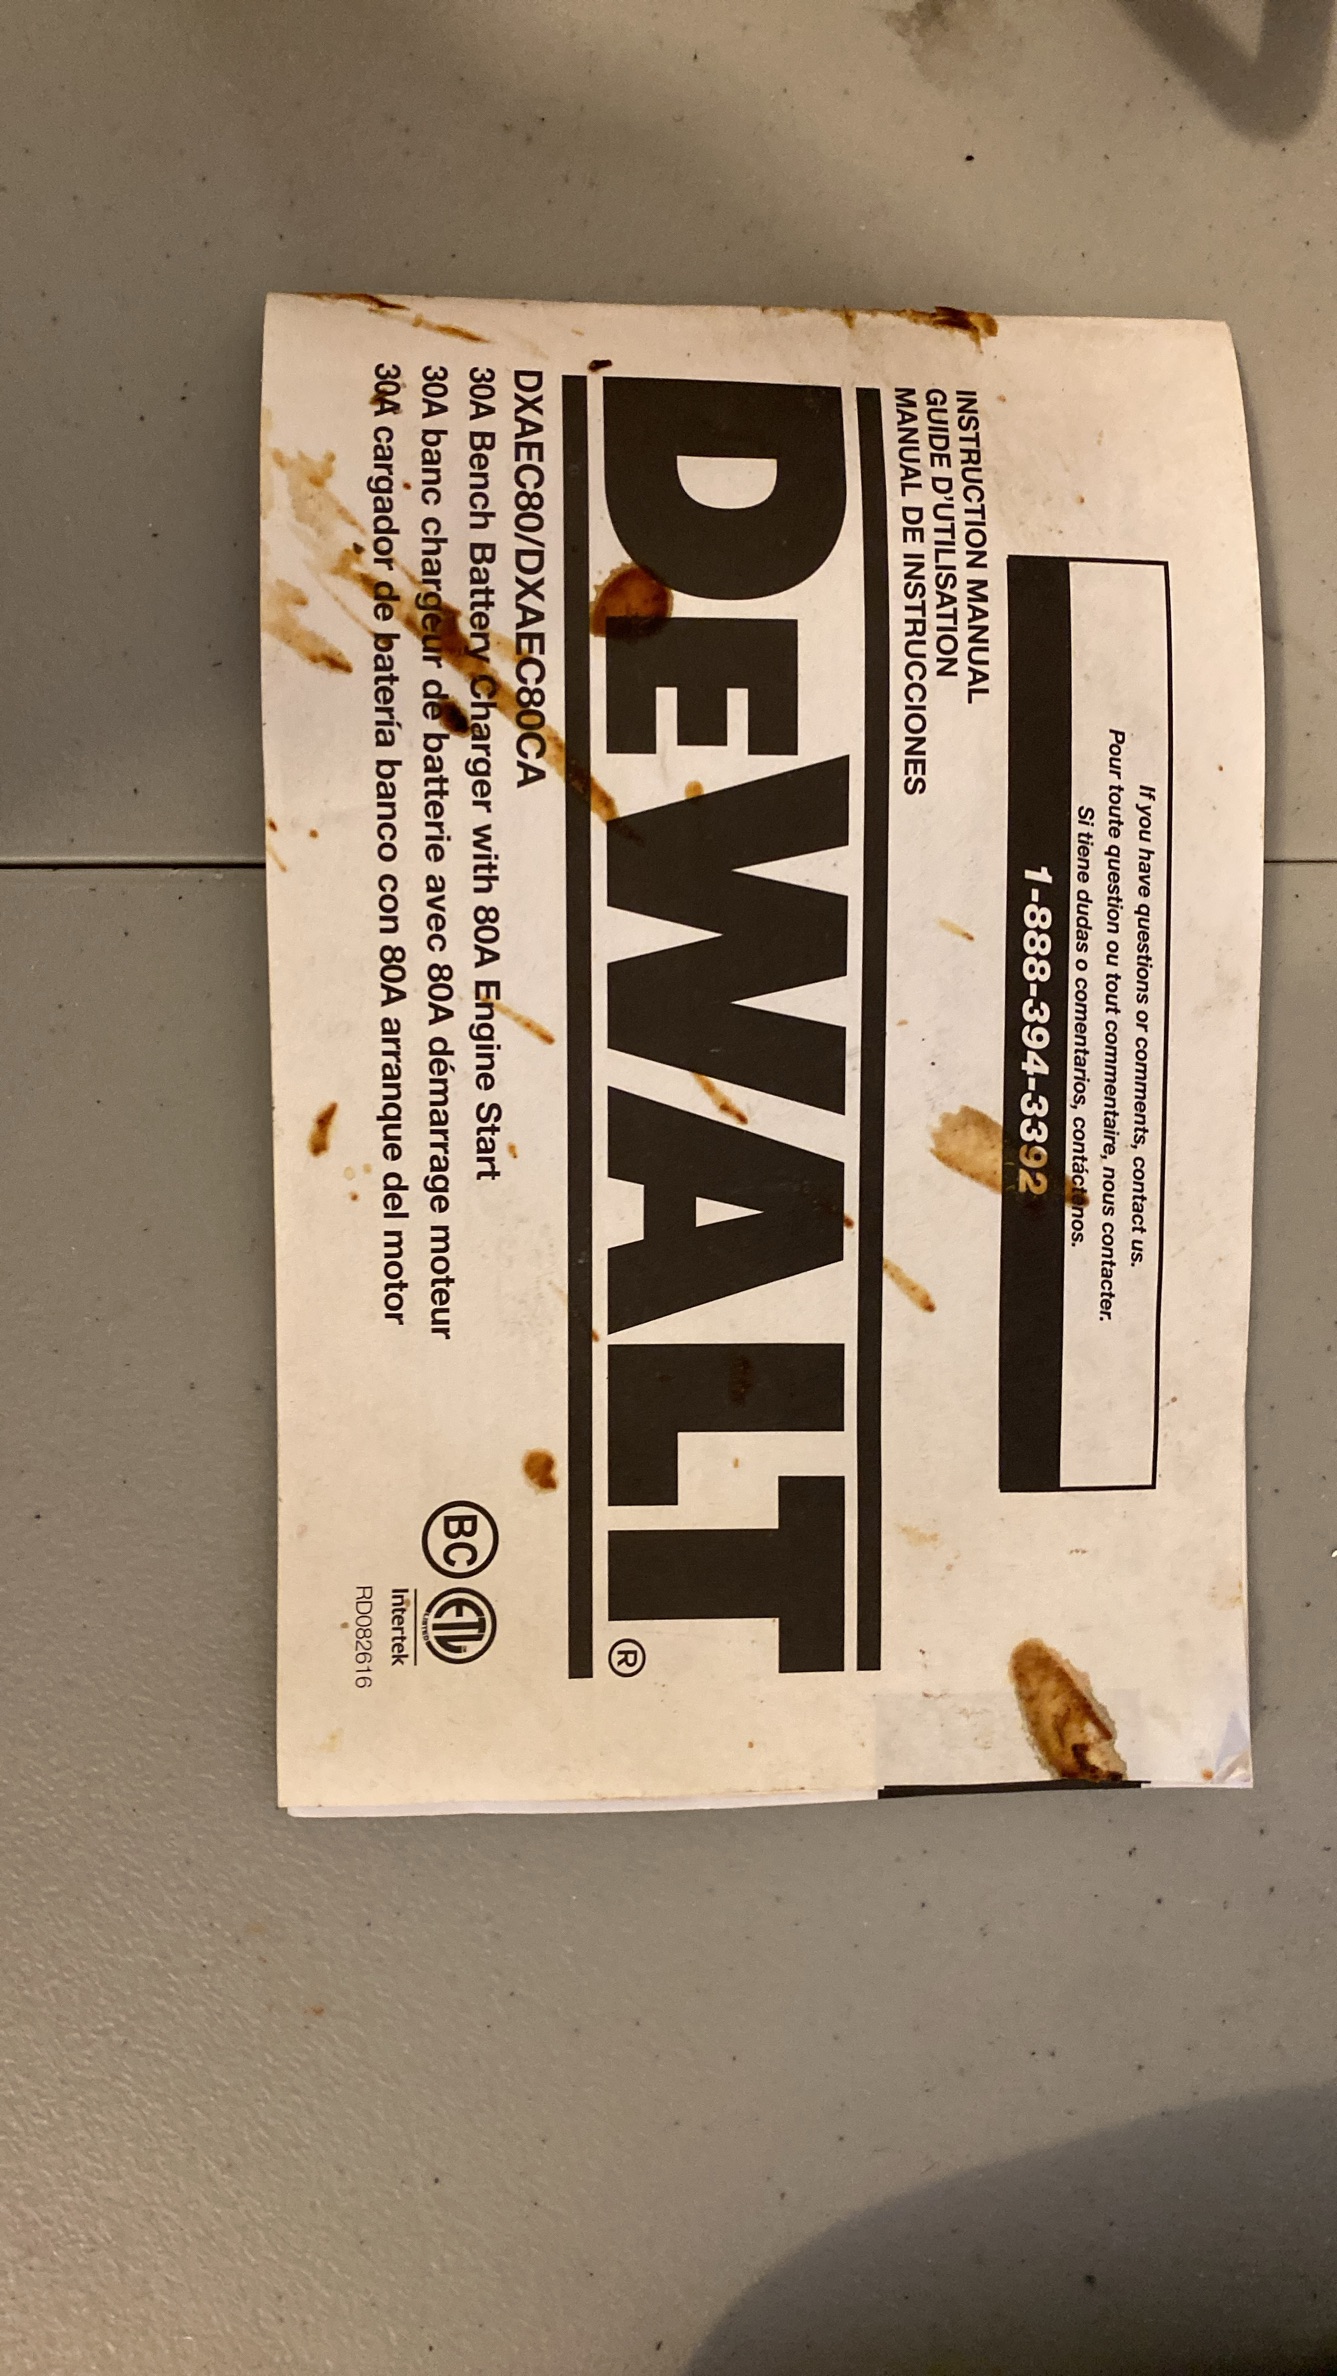 If you have questions or comments, contact us.
Pour toute question ou tout commentaire, nous contacter.
Si tiene dudas o comentarios, contáctenos.
1-888-394-3392
INSTRUCTION MANUAL
GUIDE D'UTILISATION
MANUAL DE INSTRUCCIONES
DEWALT®
DXAEC80/DXAEC80CA
30A Bench Battery Charger with 80A Engine Start
30A banc chargeur de batterie avec 80A démarrage moteur
30A cargador de batería banco con 80A arranque del motor
BC
ETL
LISTED
Intertek
RD082616